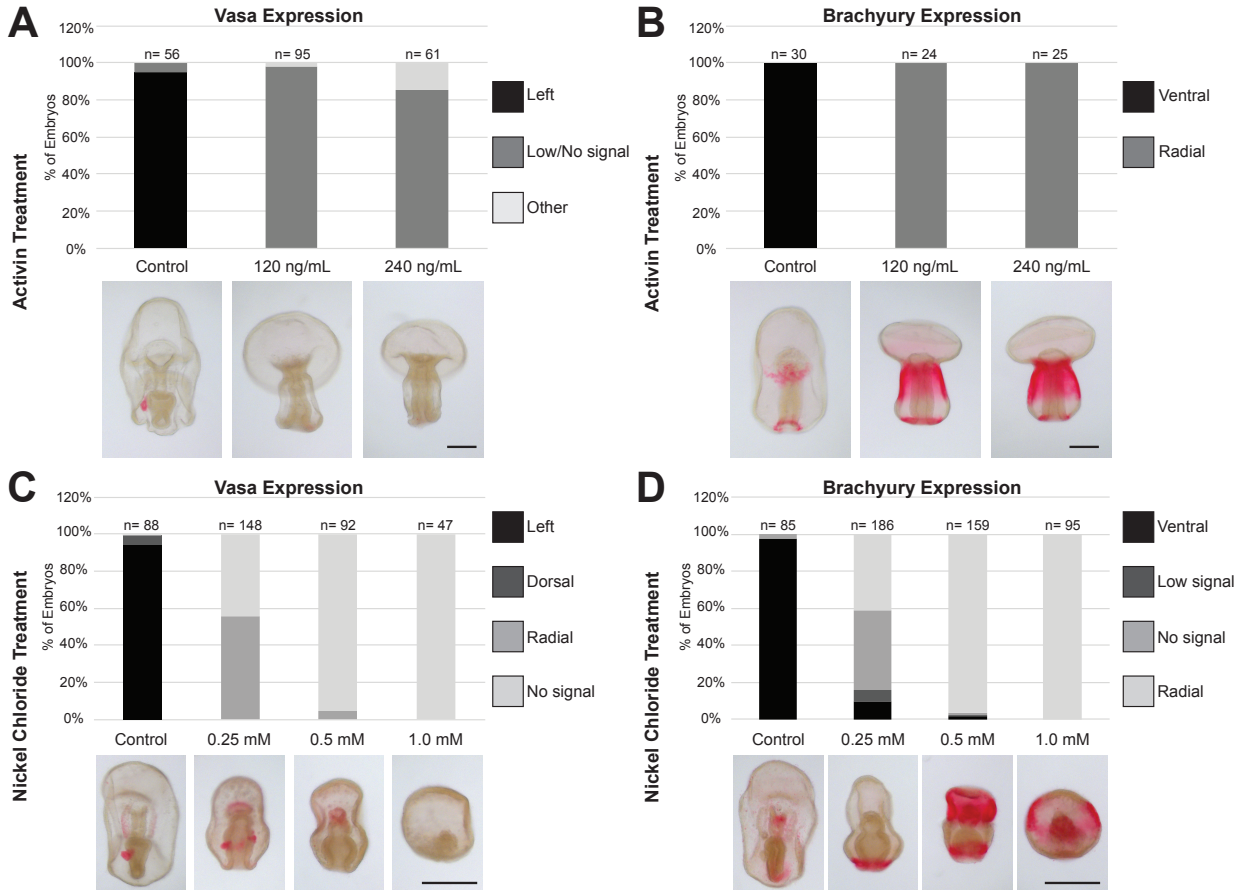 A
Vasa Expression
120%
100%
80%
60%
40%
20%
0%
% of Embryos
Activin Treatment
n= 56
n= 95
n= 61
Left
Low/No signal
Other
Control
120 ng/mL
240 ng/mL
B
Brachyury Expression
120%
100%
80%
60%
40%
20%
0%
% of Embryos
Activin Treatment
n= 30
n= 24
n= 25
Ventral
Radial
Control
120 ng/mL
240 ng/mL
C
Vasa Expression
120%
100%
80%
60%
40%
20%
0%
% of Embryos
Nickel Chloride Treatment
n= 88
n= 148
n= 92
n= 47
Left
Dorsal
Radial
No signal
Control
0.25 mM
0.5 mM
1.0 mM
D
Brachyury Expression
120%
100%
80%
60%
40%
20%
0%
% of Embryos
Nickel Chloride Treatment
n= 85
n= 186
n= 159
n= 95
Ventral
Low signal
No signal
Radial
Control
0.25 mM
0.5 mM
1.0 mM